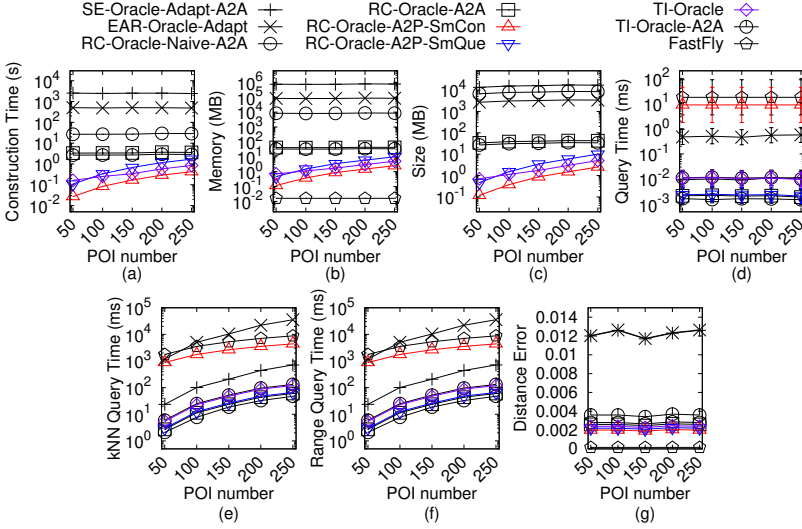 SE-Oracle-Adapt-A2A
EAR-Oracle-Adapt
RC-Oracle-Naive-A2A
RC-Oracle-A2A
RC-Oracle-A2P-SmCon
RC-Oracle-A2P-SmQue
TI-Oracle
TI-Oracle-A2A
FastFly
Construction Time (s)
10^4
10^3
10^2
10^1
10^0
10^-1
10^-2
50
100
150
200
250
POI number
(a)
Memory (MB)
10^6
10^5
10^4
10^3
10^2
10^1
10^0
10^-1
10^-2
50
100
150
200
250
POI number
(b)
Size (MB)
10^4
10^3
10^2
10^1
10^0
10^-1
50
100
150
200
250
POI number
(c)
Query Time (ms)
10^2
10^1
10^0
10^-1
10^-2
10^-3
50
100
150
200
250
POI number
(d)
kNN Query Time (ms)
10^5
10^4
10^3
10^2
10^1
10^0
50
100
150
200
250
POI number
(e)
Range Query Time (ms)
10^5
10^4
10^3
10^2
10^1
10^0
50
100
150
200
250
POI number
(f)
Distance Error
0.014
0.012
0.01
0.008
0.006
0.004
0.002
0
50
100
150
200
250
POI number
(g)